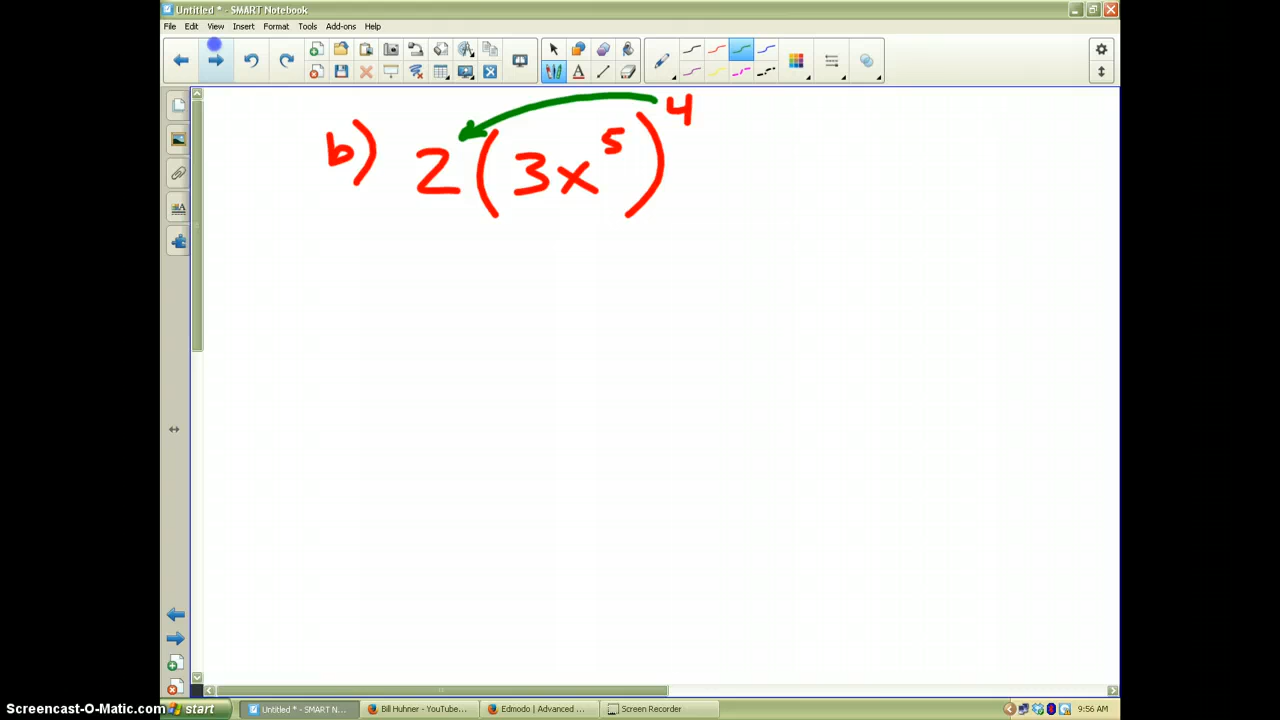 Untitled * - SMART Notebook
File Edit View Insert Format Tools Add-ons Help
b) 2(3x⁵)⁴
Screencast-O-Matic.com
start Untitled * - SMART N... Bill Huhner - YouTube... Edmodo | Advanced ... Screen Recorder 9:56 AM